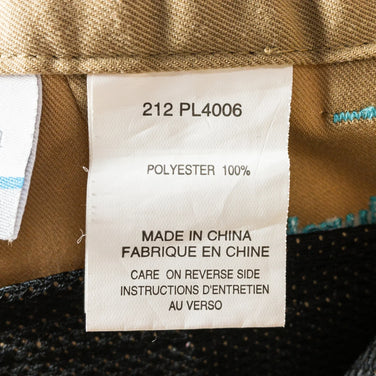 212 PL4006
POLYESTER 100%
MADE IN CHINA
FABRIQUE EN CHINE
CARE ON REVERSE SIDE
INSTRUCTIONS D'ENTRETIEN
AU VERSO